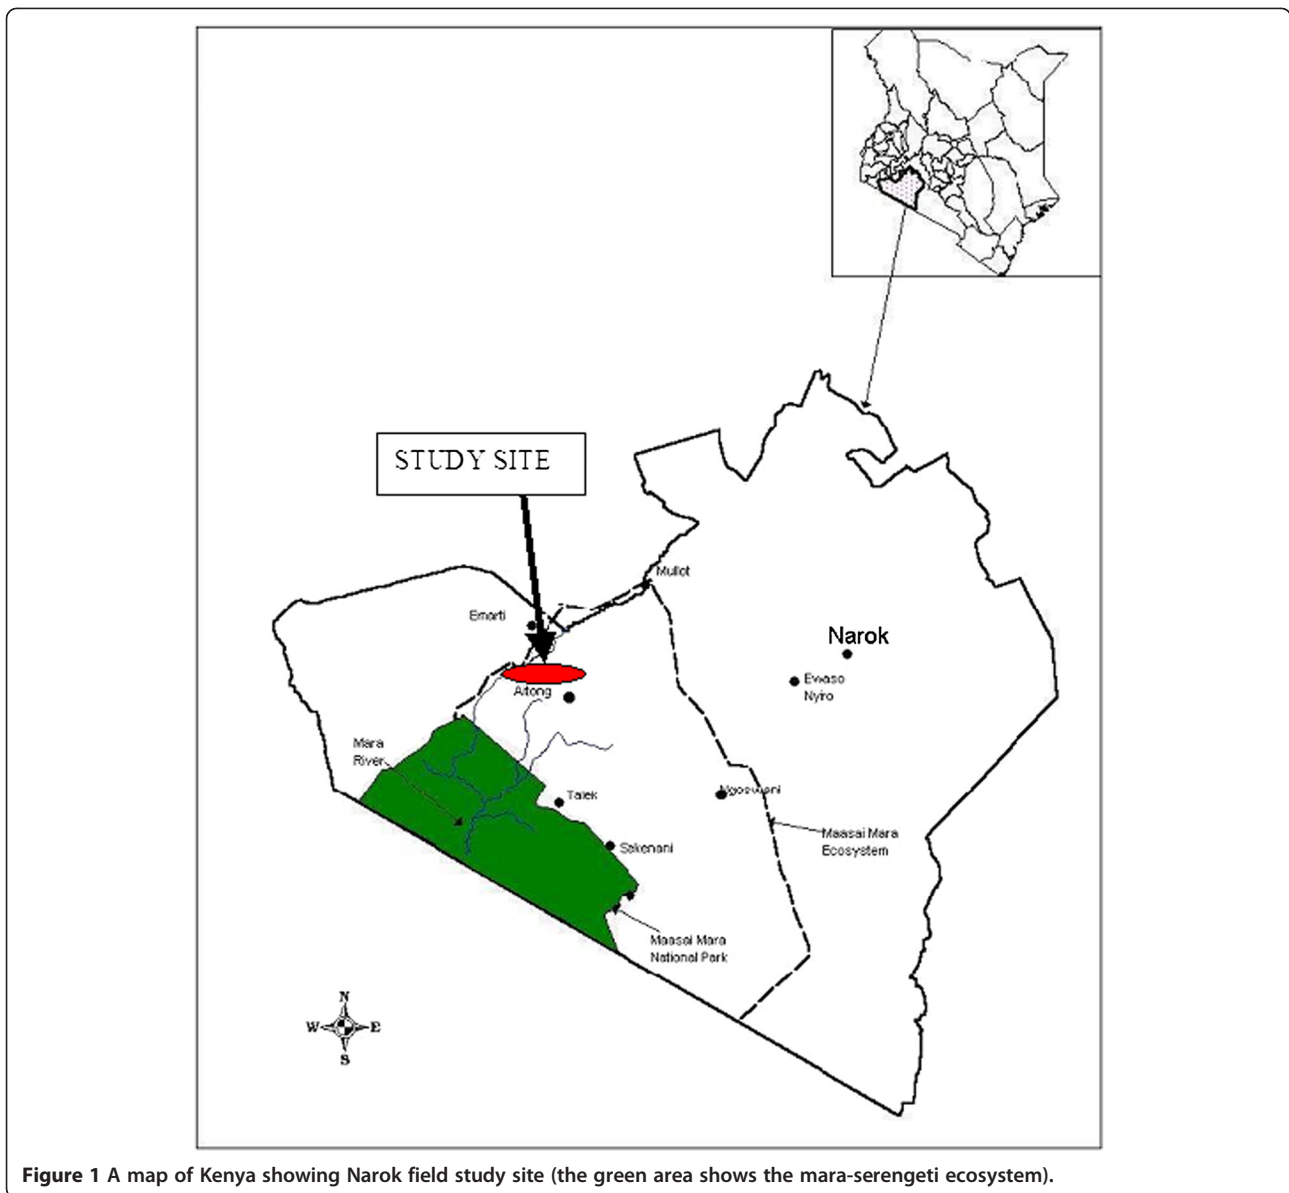 STUDY SITE
Mullot
Emarti
Narok
Ewaso
Nyiro
Aitong
Mara
River
Talek
Maasai Mara
Ecosystem
Sekenani
Maasai Mara
National Park
N
W E
S
Figure 1 A map of Kenya showing Narok field study site (the green area shows the mara-serengeti ecosystem).